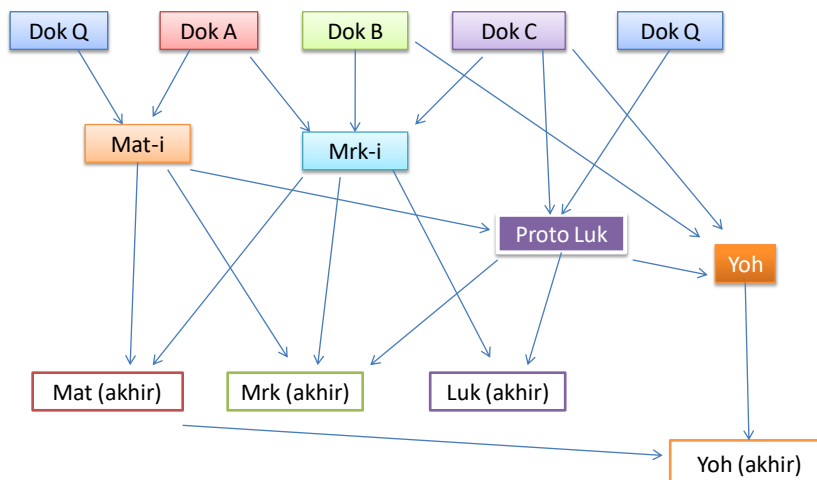 Dok Q
Dok A
Dok B
Dok C
Dok Q
Mat-i
Mrk-i
Proto Luk
Yoh
Mat (akhir)
Mrk (akhir)
Luk (akhir)
Yoh (akhir)